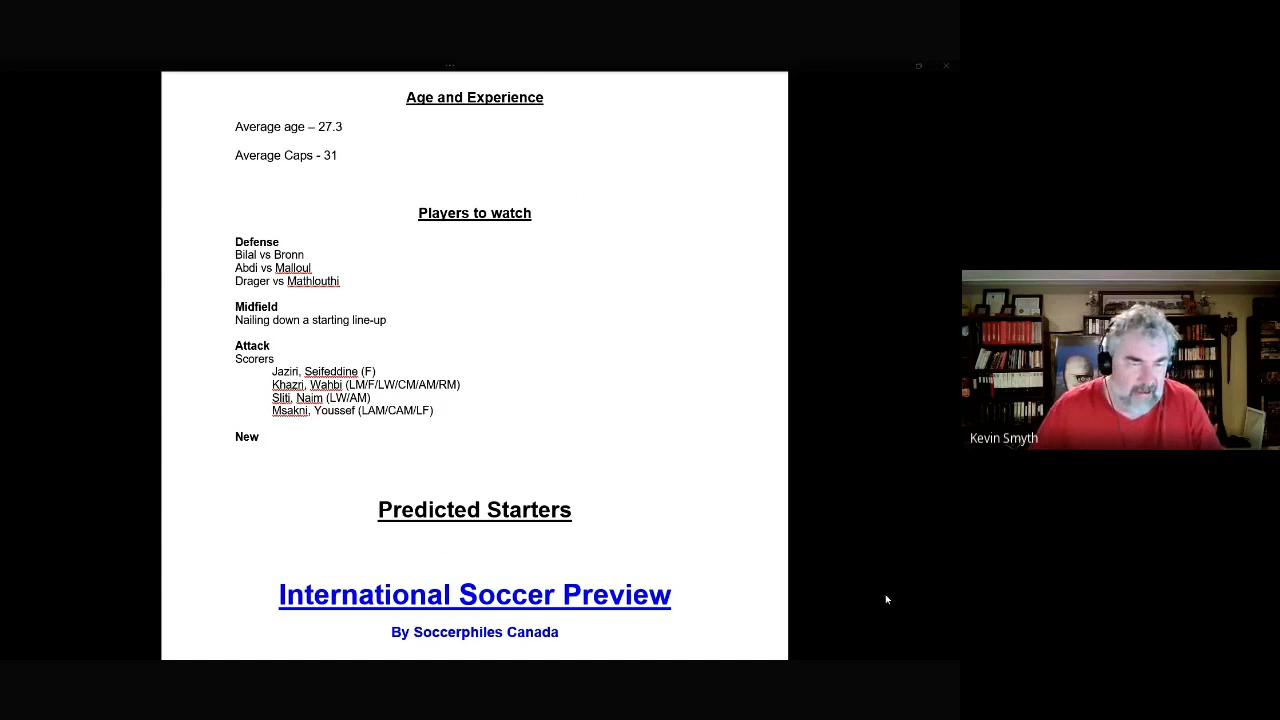 Age and Experience
Average age – 27.3
Average Caps - 31
Players to watch
Defense
Bilal vs Bronn
Abdi vs Malloul
Drager vs Mathlouthi
Midfield
Nailing down a starting line-up
Attack
Scorers
Jaziri, Seifeddine (F)
Khazri, Wahbi (LM/F/LW/CM/AM/RM)
Sliti, Naim (LW/AM)
Msakni, Youssef (LAM/CAM/LF)
New
Predicted Starters
International Soccer Preview
By Soccerphiles Canada
Kevin Smyth